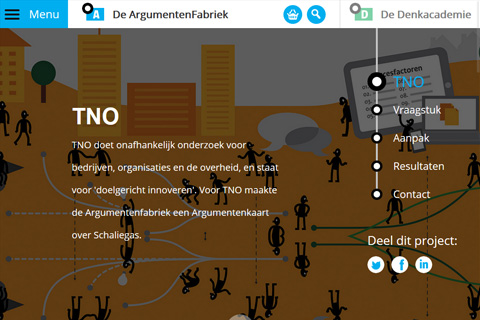 Menu
A
De ArgumentenFabriek
D
De Denkacademie
TNO
TNO doet onafhankelijk onderzoek voor
bedrijven, organisaties en de overheid, en staat
voor 'doelgericht innoveren'. Voor TNO maakte
de Argumentenfabriek een Argumentenkaart
over Schaliegas.
TNO
Vraagstuk
Aanpak
Resultaten
Contact
Deel dit project: